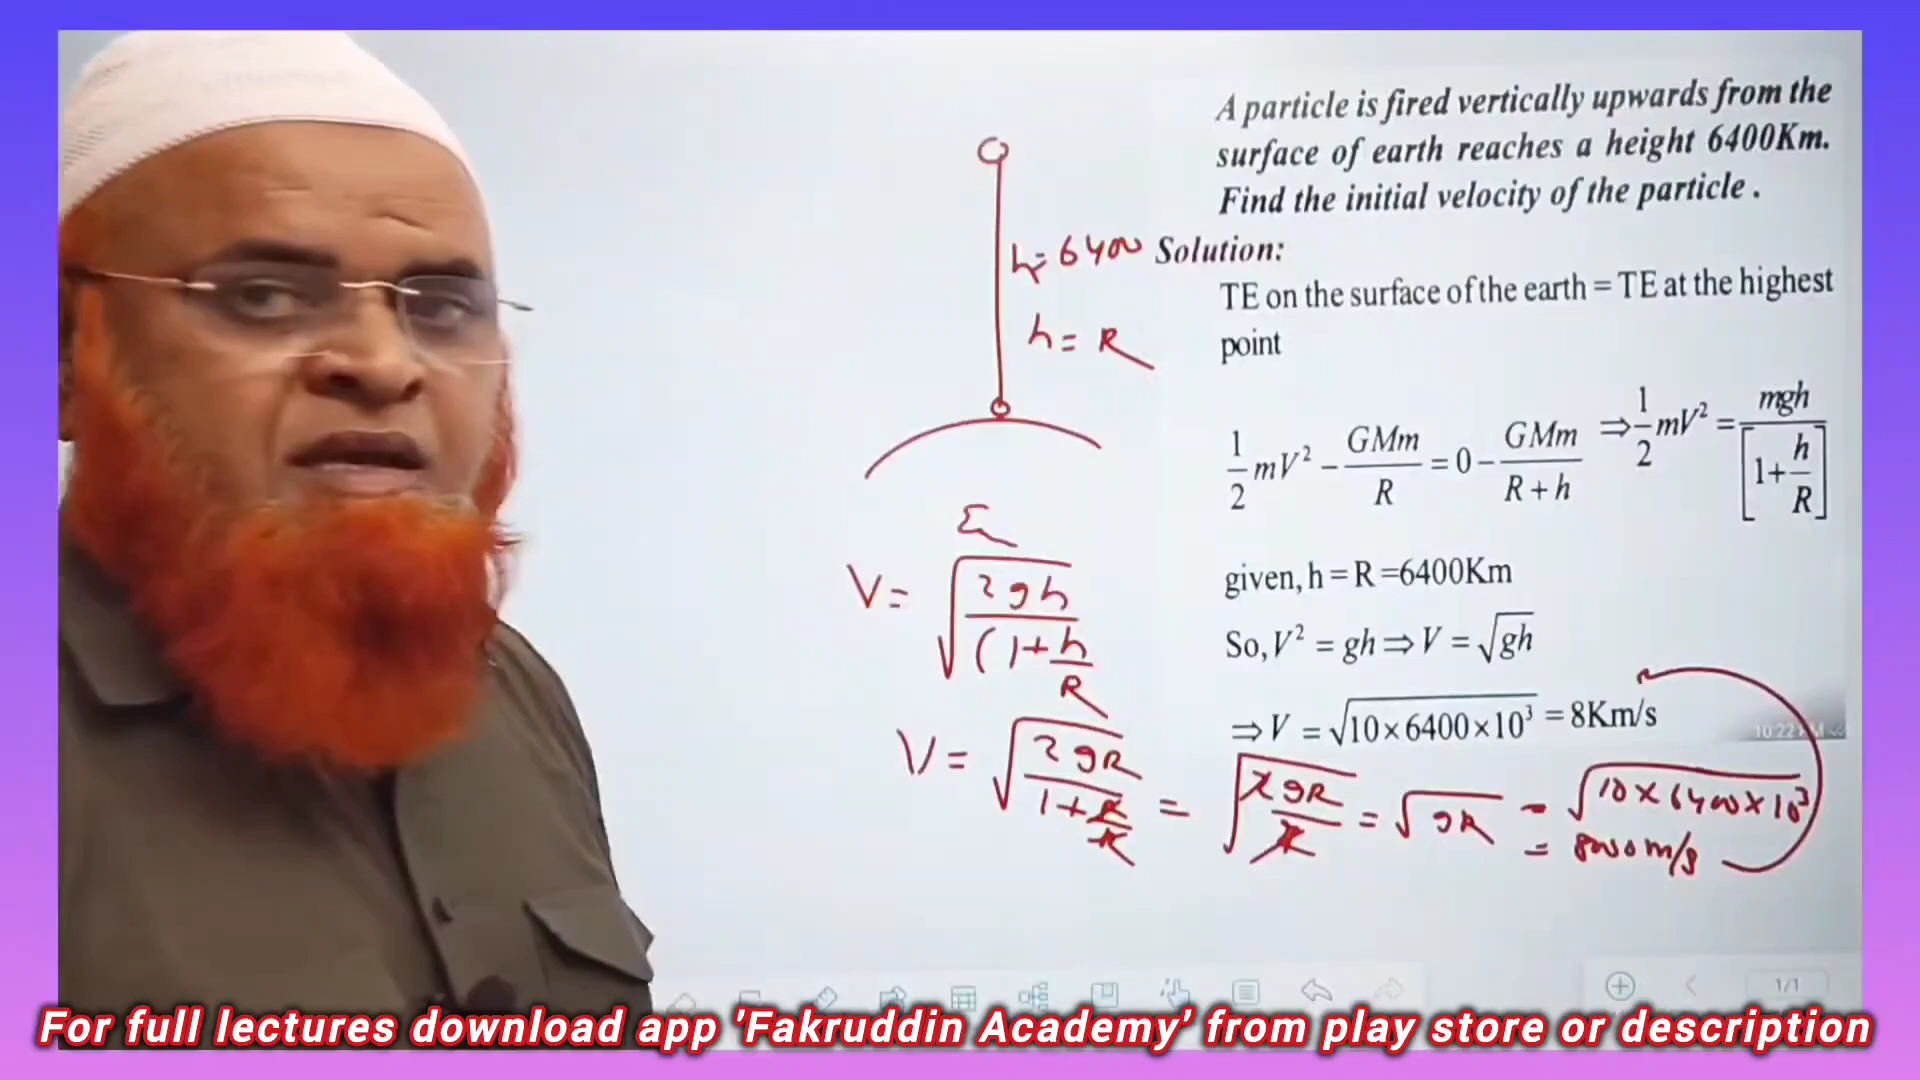 A particle is fired vertically upwards from the
surface of earth reaches a height 6400Km.
Find the initial velocity of the particle .
h = 6400
Solution:
TE on the surface of the earth = TE at the highest
point
h = R
1/2 mV² - GMm/R = 0 - GMm/(R + h) ⇒ 1/2 mV² = mgh/[1 + h/R]
given, h = R =6400Km
V = √(2gh/(1+h/R
So, V² = gh ⇒ V = √gh
⇒ V = √10×6400×10³ = 8Km/s
10:22
V = √(2gR/(1+R/R)) = √(2gR/2) = √gR = √10×6400×10³
= 8000m/s
1/1
For full lectures download app 'Fakruddin Academy' from play store or description